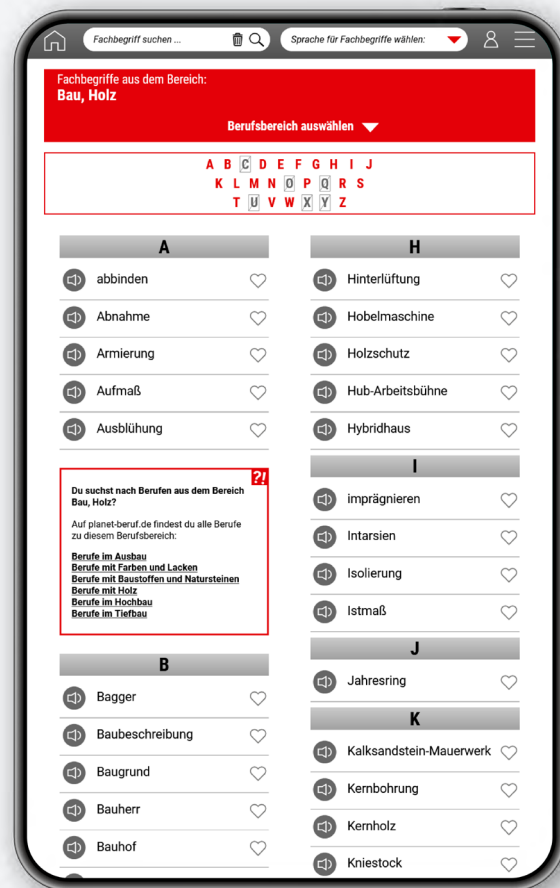 Fachbegriff suchen ...
Sprache für Fachbegriffe wählen:
Fachbegriffe aus dem Bereich:
Bau, Holz
Berufsbereich auswählen
A B C D E F G H I J
K L M N O P Q R S
T U V W X Y Z
A
abbinden
Abnahme
Armierung
Aufmaß
Ausblühung
?!
Du suchst nach Berufen aus dem Bereich
Bau, Holz?
Auf planet-beruf.de findest du alle Berufe
zu diesem Berufsbereich:
Berufe im Ausbau
Berufe mit Farben und Lacken
Berufe mit Baustoffen und Natursteinen
Berufe mit Holz
Berufe im Hochbau
Berufe im Tiefbau
B
Bagger
Baubeschreibung
Baugrund
Bauherr
Bauhof
H
Hinterlüftung
Hobelmaschine
Holzschutz
Hub-Arbeitsbühne
Hybridhaus
I
imprägnieren
Intarsien
Isolierung
Istmaß
J
Jahresring
K
Kalksandstein-Mauerwerk
Kernbohrung
Kernholz
Kniestock